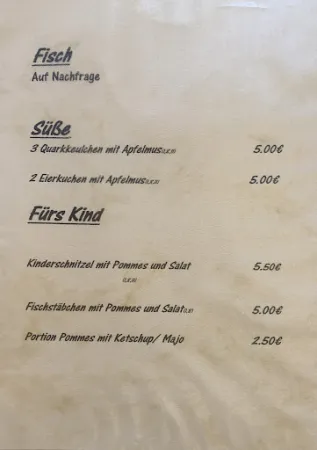 Fisch
Auf Nachfrage
Süße
3 Quarkkeulchen mit Apfelmus 5.00€
2 Eierkuchen mit Apfelmus 5.00€
Fürs Kind
Kinderschnitzel mit Pommes und Salat 5.50€
Fischstäbchen mit Pommes und Salat 5.00€
Portion Pommes mit Ketschup/ Majo 2.50€